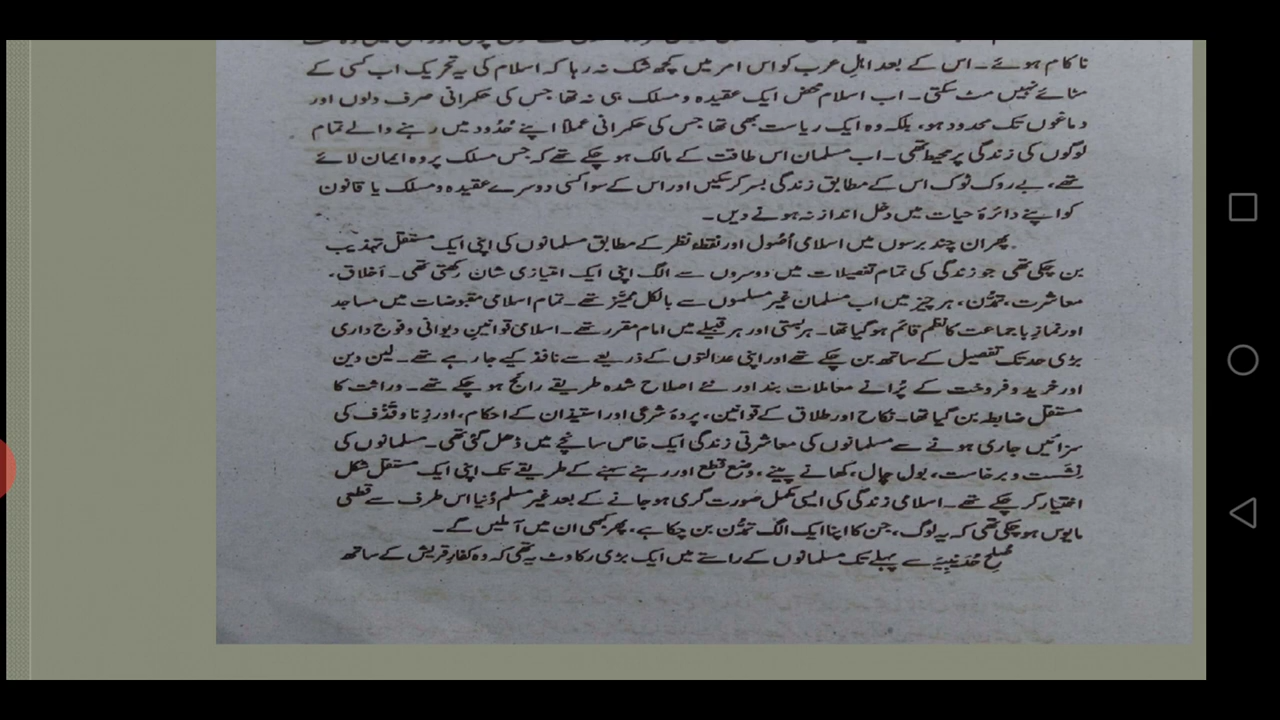 ناکام ہوئے۔ اس کے بعد اہلِ عرب کو اس امر میں کچھ شک نہ رہا کہ اسلام کی یہ تحریک اب کسی کے
مٹائے نہیں مٹ سکتی۔ اب اسلام محض ایک عقیدہ و مسلک ہی نہ تھا جس کی حکمرانی صرف دلوں اور
دماغوں تک محدود ہو، بلکہ وہ ایک ریاست بھی تھا جس کی حکمرانی عملاً اپنے حُدُود میں رہنے والے تمام
لوگوں کی زندگی پر محیط تھی۔ اب مسلمان اس طاقت کے مالک ہو چکے تھے کہ جس مسلک پر وہ ایمان لائے
تھے، بے روک ٹوک اس کے مطابق زندگی بسر کر سکیں اور اس کے سوا کسی دوسرے عقیدہ و مسلک یا قانون
کو اپنے دائرۂ حیات میں دخل انداز نہ ہونے دیں۔
پھر ان چند برسوں میں اسلامی اُصُول اور نقطۂ نظر کے مطابق مسلمانوں کی اپنی ایک مستقل تہذیب
بن چکی تھی جو زندگی کی تمام تفصیلات میں دوسروں سے الگ اپنی ایک امتیازی شان رکھتی تھی۔ اخلاق،
معاشرت، تمدُّن، ہر چیز میں اب مسلمان غیر مسلموں سے بالکل ممیَّز تھے۔ تمام اسلامی مقبوضات میں مساجد
اور نمازِ باجماعت کا نظم قائم ہو گیا تھا۔ ہر بستی اور ہر قبیلے میں امام مقرر تھے۔ اسلامی قوانینِ دیوانی و فوج داری
بڑی حد تک تفصیل کے ساتھ بن چکے تھے اور اپنی عدالتوں کے ذریعے سے نافذ کیے جا رہے تھے۔ لین دین
اور خرید و فروخت کے پُرانے معاملات بند اور نئے اصلاح شدہ طریقے رائج ہو چکے تھے۔ وراثت کا
مستقل ضابطہ بن گیا تھا۔ نکاح اور طلاق کے قوانین، پردۂ شرعی اور استیذان کے احکام، اور زِنا و قَذْف کی
سزائیں جاری ہونے سے مسلمانوں کی معاشرتی زندگی ایک خاص سانچے میں ڈھل گئی تھی۔ مسلمانوں کی
نِشَست و برخاست، بول چال، کھانے پینے، وضع قطع اور رہنے سہنے کے طریقے تک اپنی ایک مستقل شکل
اختیار کر چکے تھے۔ اسلامی زندگی کی ایسی مکمل صورت گری ہو جانے کے بعد غیر مسلم دُنیا اس طرف سے قطعی
مایوس ہو چکی تھی کہ یہ لوگ، جن کا اپنا ایک الگ تمدُّن بن چکا ہے، پھر کبھی ان میں آ ملیں گے۔
صُلحِ حُدَیْبِیَّہ سے پہلے تک مسلمانوں کے راستے میں ایک بڑی رکاوٹ یہ تھی کہ وہ کفارِ قریش کے ساتھ